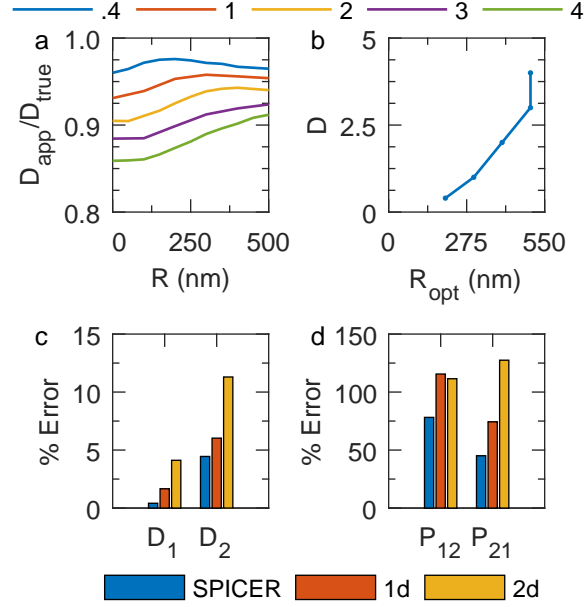 .4 1 2 3 4
a
1.0
0.9
0.8
D_app/D_true
0 250 500
R (nm)
b
5
2.5
0
D
0 275 550
R_opt (nm)
c
15
10
5
0
% Error
D_1 D_2
d
150
100
50
0
% Error
P_12 P_21
SPICER 1d 2d